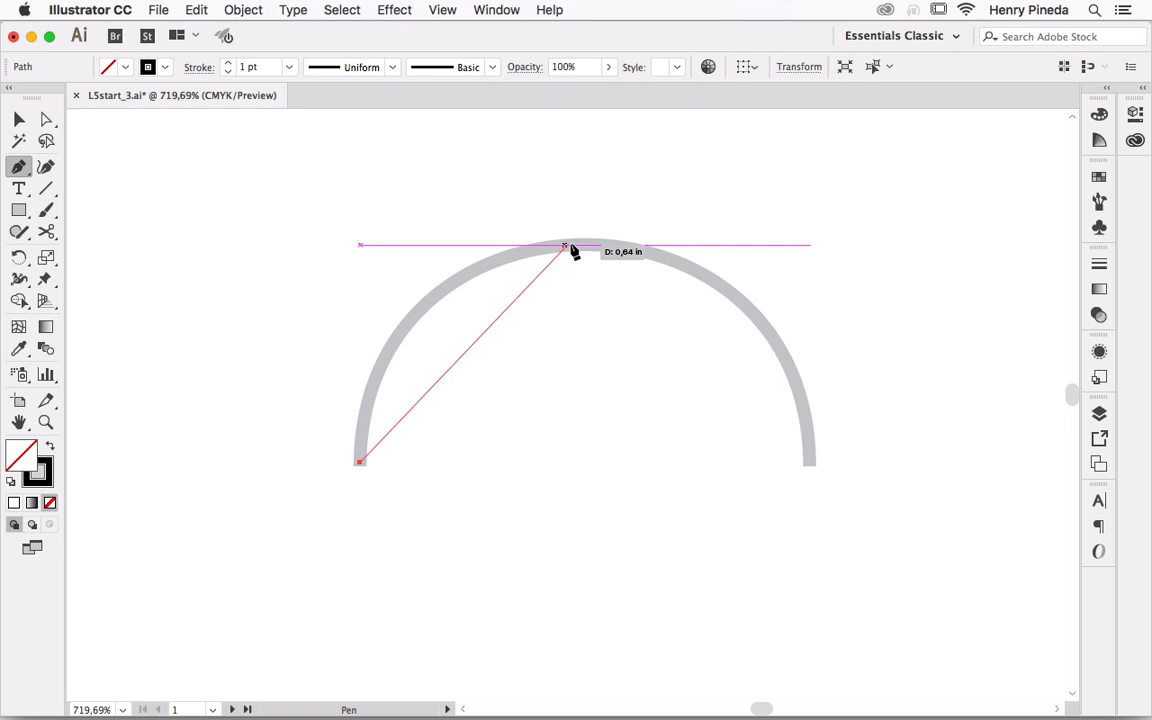 Illustrator CC File Edit Object Type Select Effect View Window Help Henry Pineda
Ai Br St Essentials Classic Search Adobe Stock
Path Stroke: 1 pt Uniform Basic Opacity: 100% Style: Transform
× L5start_3.ai* @ 719,69% (CMYK/Preview)
D: 0,64 in
719,69% 1 Pen